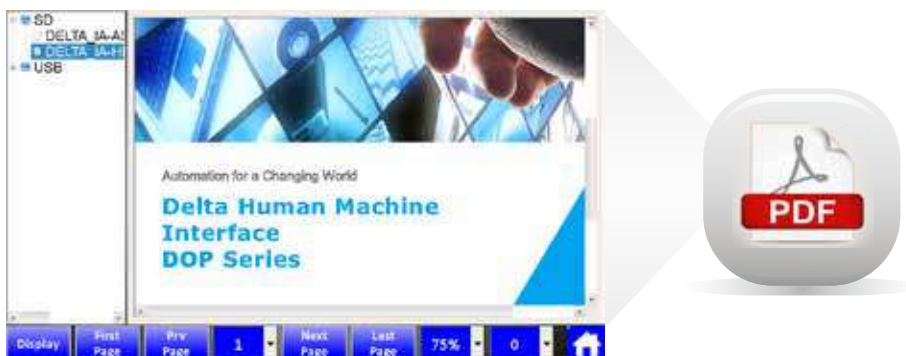 SD
DELTA_IA-AS
DELTA_IA-H
USB
Automation for a Changing World
Delta Human Machine
Interface
DOP Series
PDF
Display
First
Page
Prv
Page
1
Next
Page
Last
Page
75%
0